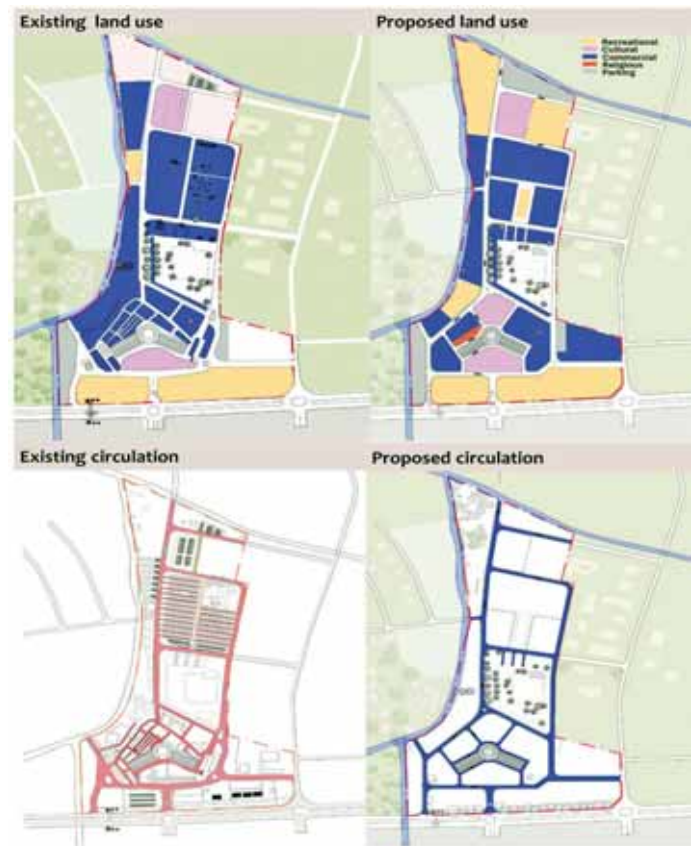 Existing land use
Proposed land use
Recreational
Cultural
Commercial
Religious
Parking
Existing circulation
Proposed circulation